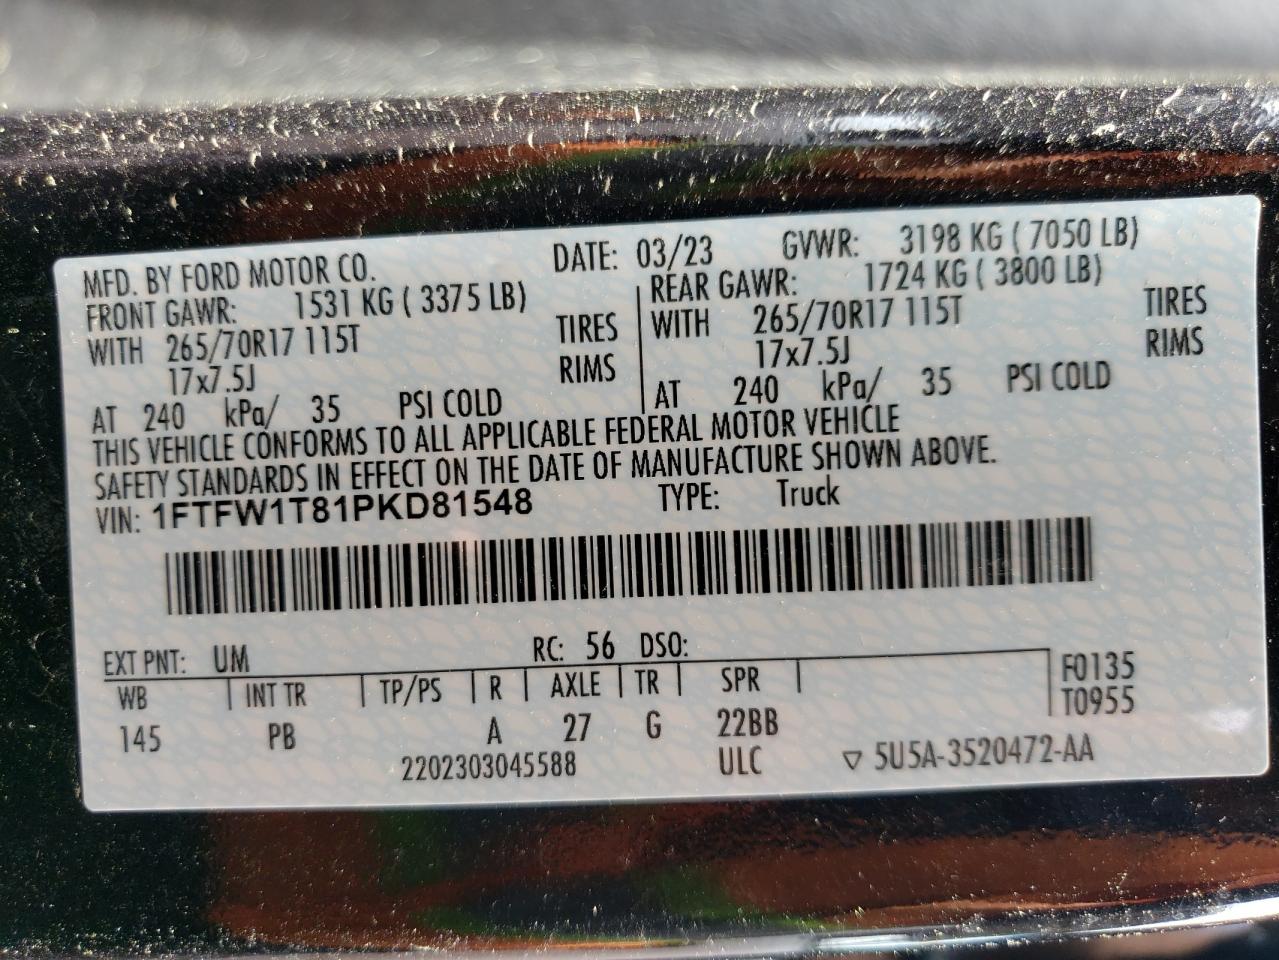 MFD. BY FORD MOTOR CO. DATE: 03/23 GVWR: 3198 KG ( 7050 LB)
FRONT GAWR: 1531 KG ( 3375 LB) REAR GAWR: 1724 KG ( 3800 LB)
WITH 265/70R17 115T TIRES WITH 265/70R17 115T TIRES
17x7.5J RIMS 17x7.5J RIMS
AT 240 kPa/ 35 PSI COLD AT 240 kPa/ 35 PSI COLD
THIS VEHICLE CONFORMS TO ALL APPLICABLE FEDERAL MOTOR VEHICLE
SAFETY STANDARDS IN EFFECT ON THE DATE OF MANUFACTURE SHOWN ABOVE.
VIN: 1FTFW1T81PKD81548 TYPE: Truck
EXT PNT: UM RC: 56 DSO:
WB INT TR TP/PS R AXLE TR SPR F0135
T0955
145 PB A 27 G 22BB
2202303045588 ULC ▽ 5U5A-3520472-AA